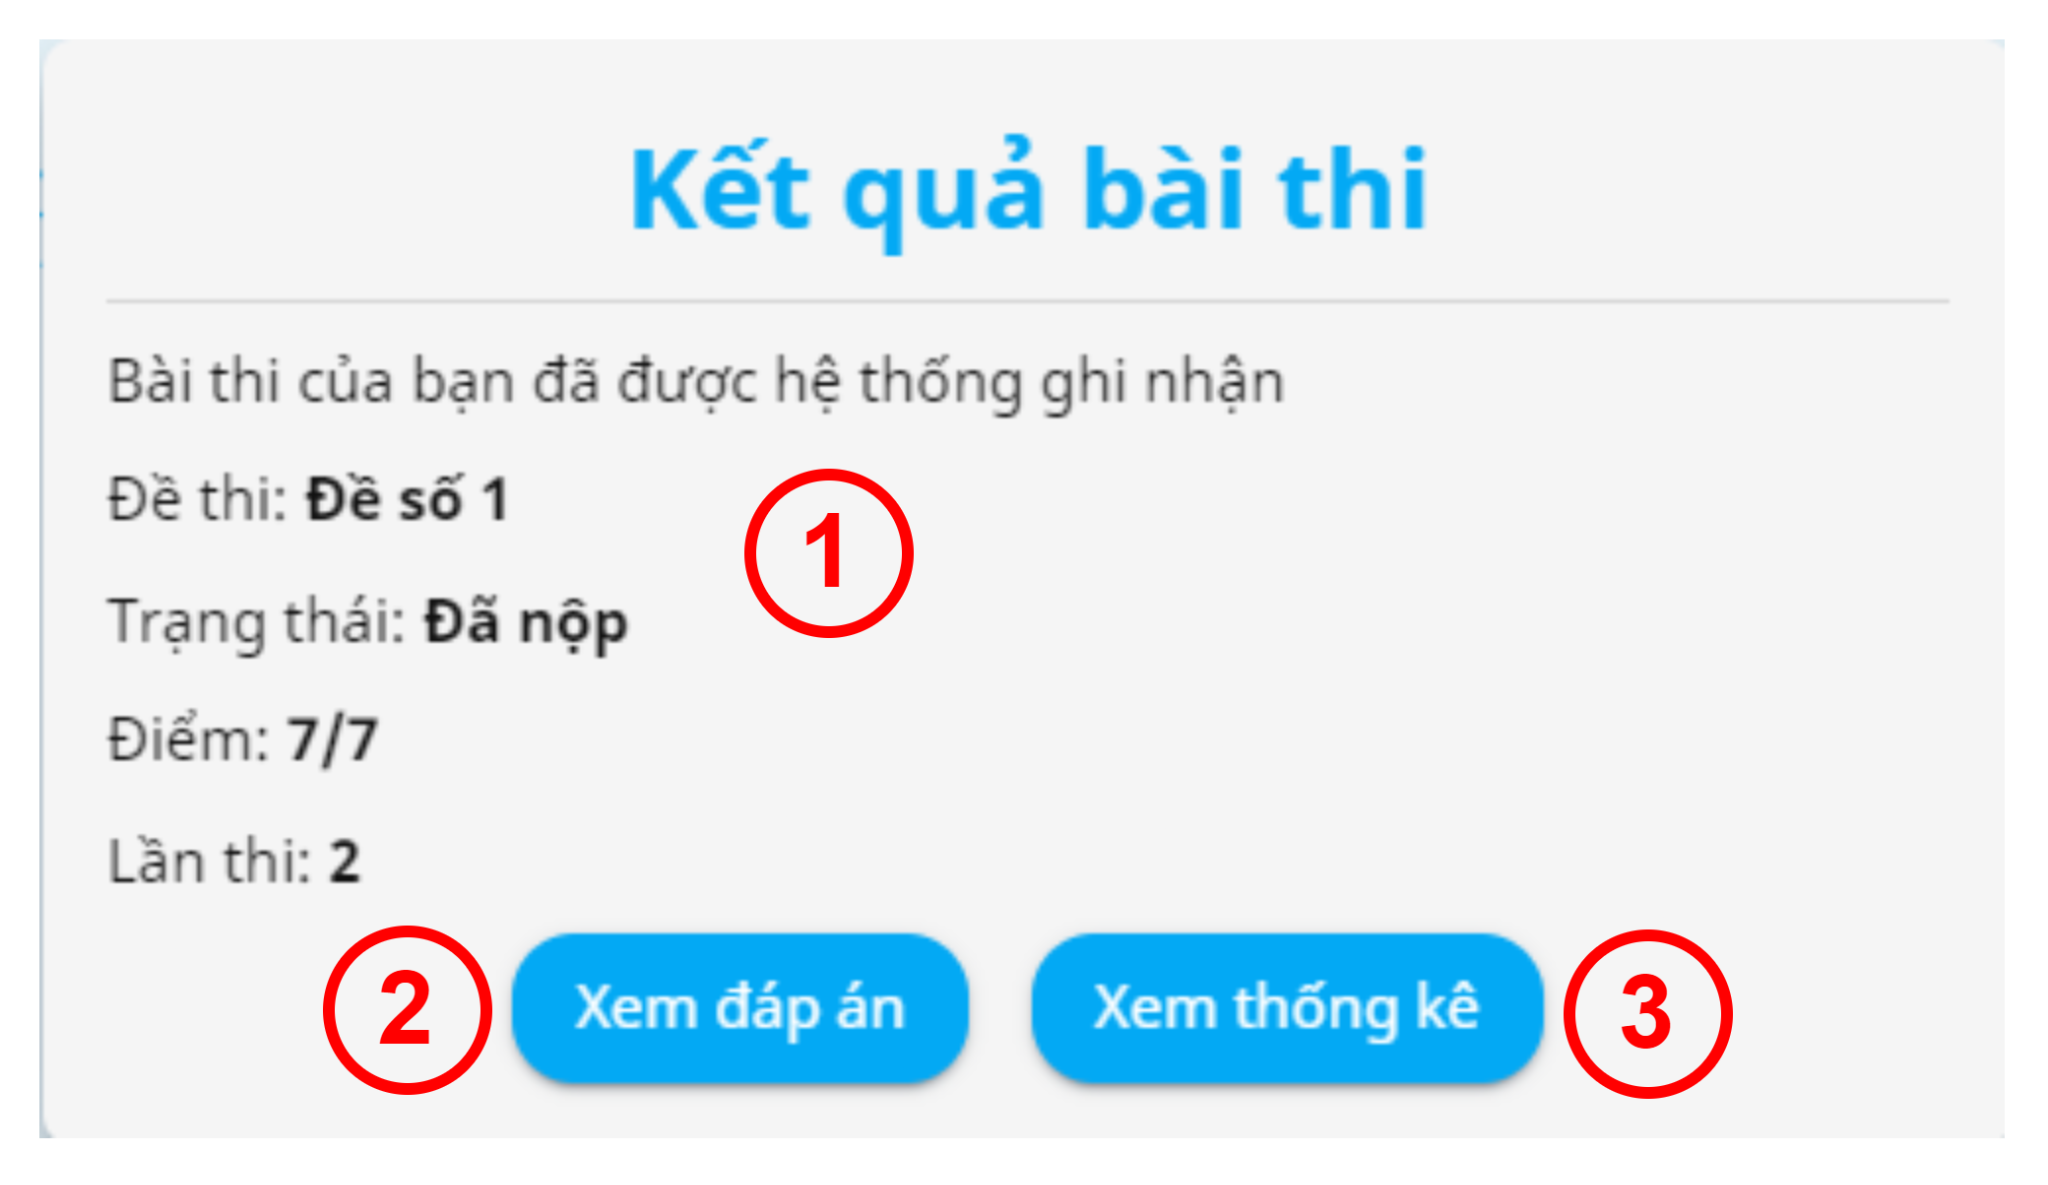 Kết quả bài thi
Bài thi của bạn đã được hệ thống ghi nhận
Đề thi: Đề số 1
1
Trạng thái: Đã nộp
Điểm: 7/7
Lần thi: 2
2 Xem đáp án Xem thống kê 3